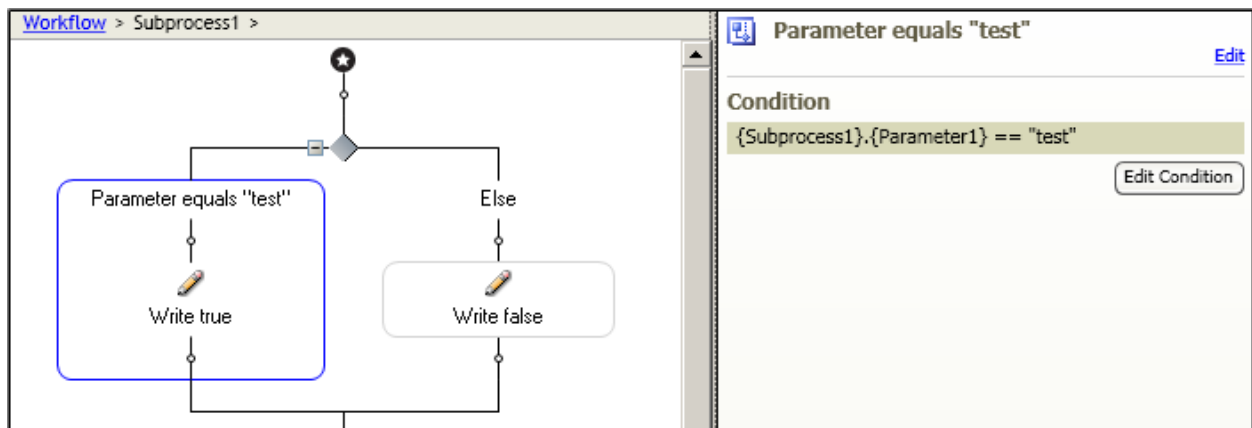 Workflow > Subprocess1 >
Parameter equals "test"
Else
Write true
Write false
Parameter equals "test"
Edit
Condition
{Subprocess1}.{Parameter1} == "test"
Edit Condition